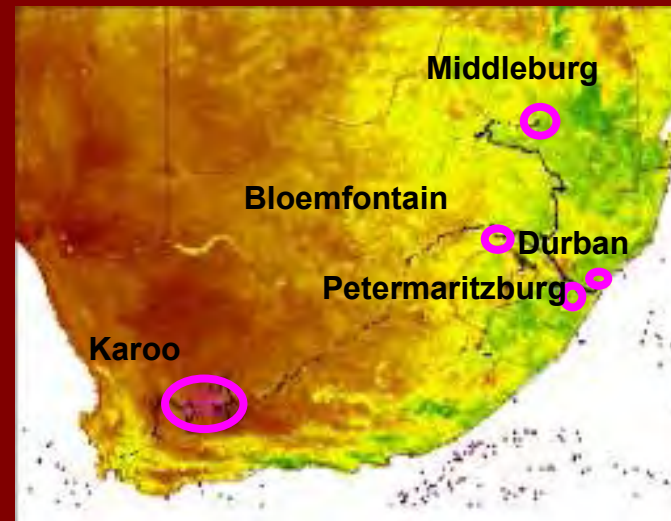 Middleburg
Bloemfontain
Durban
Petermaritzburg
Karoo